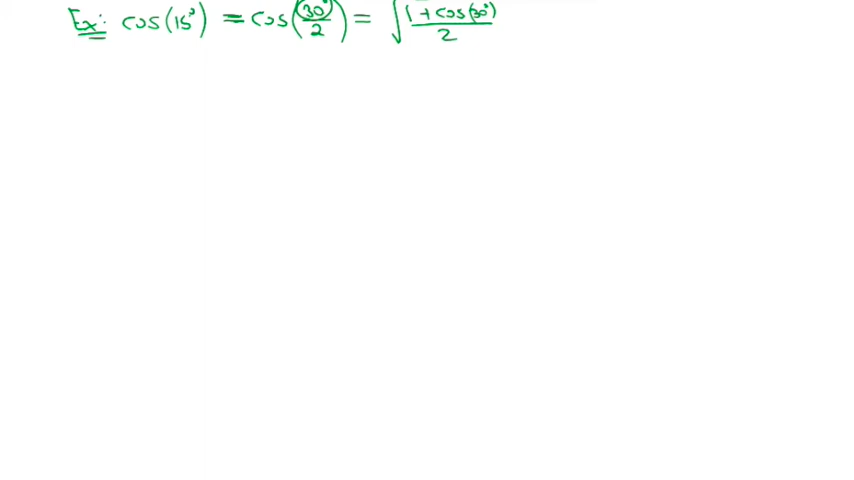 Ex: cos(15°) = cos(30°/2) = √((1 + cos(30°))/2)